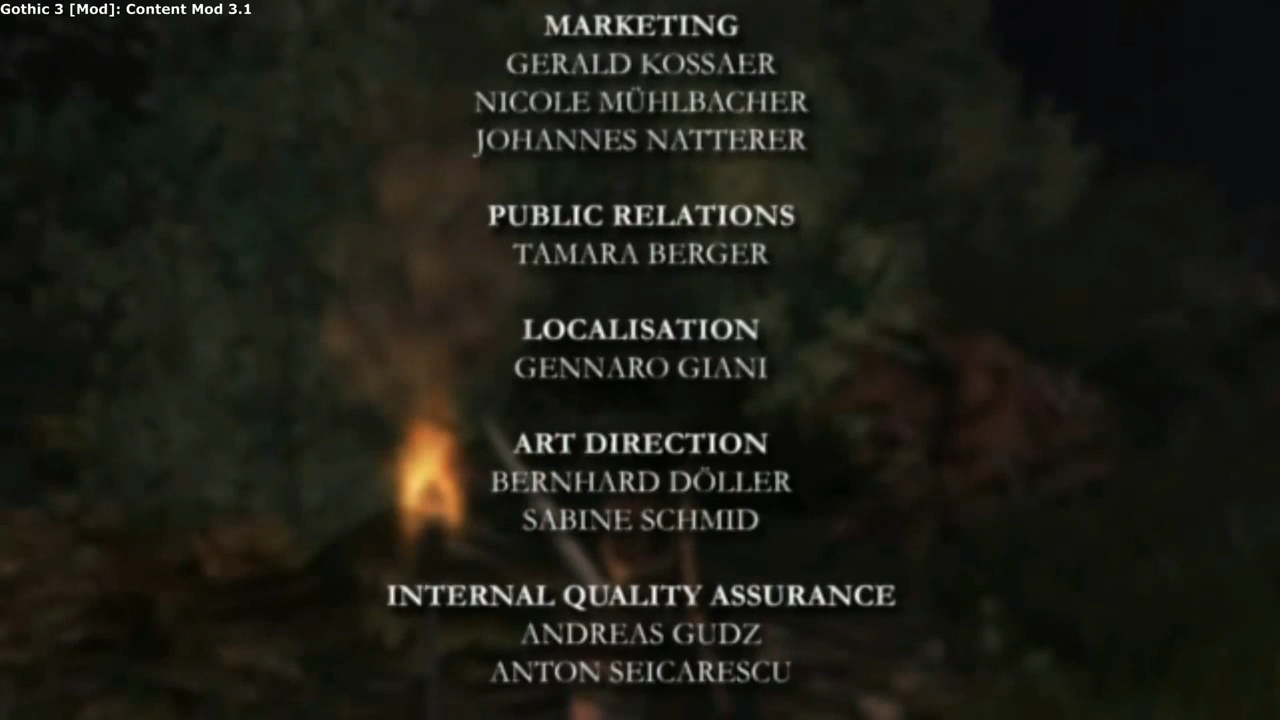 Gothic 3 [Mod]: Content Mod 3.1
MARKETING
GERALD KOSSAER
NICOLE MÜHLBACHER
JOHANNES NATTERER
PUBLIC RELATIONS
TAMARA BERGER
LOCALISATION
GENNARO GIANI
ART DIRECTION
BERNHARD DÖLLER
SABINE SCHMID
INTERNAL QUALITY ASSURANCE
ANDREAS GUDZ
ANTON SEICARESCU